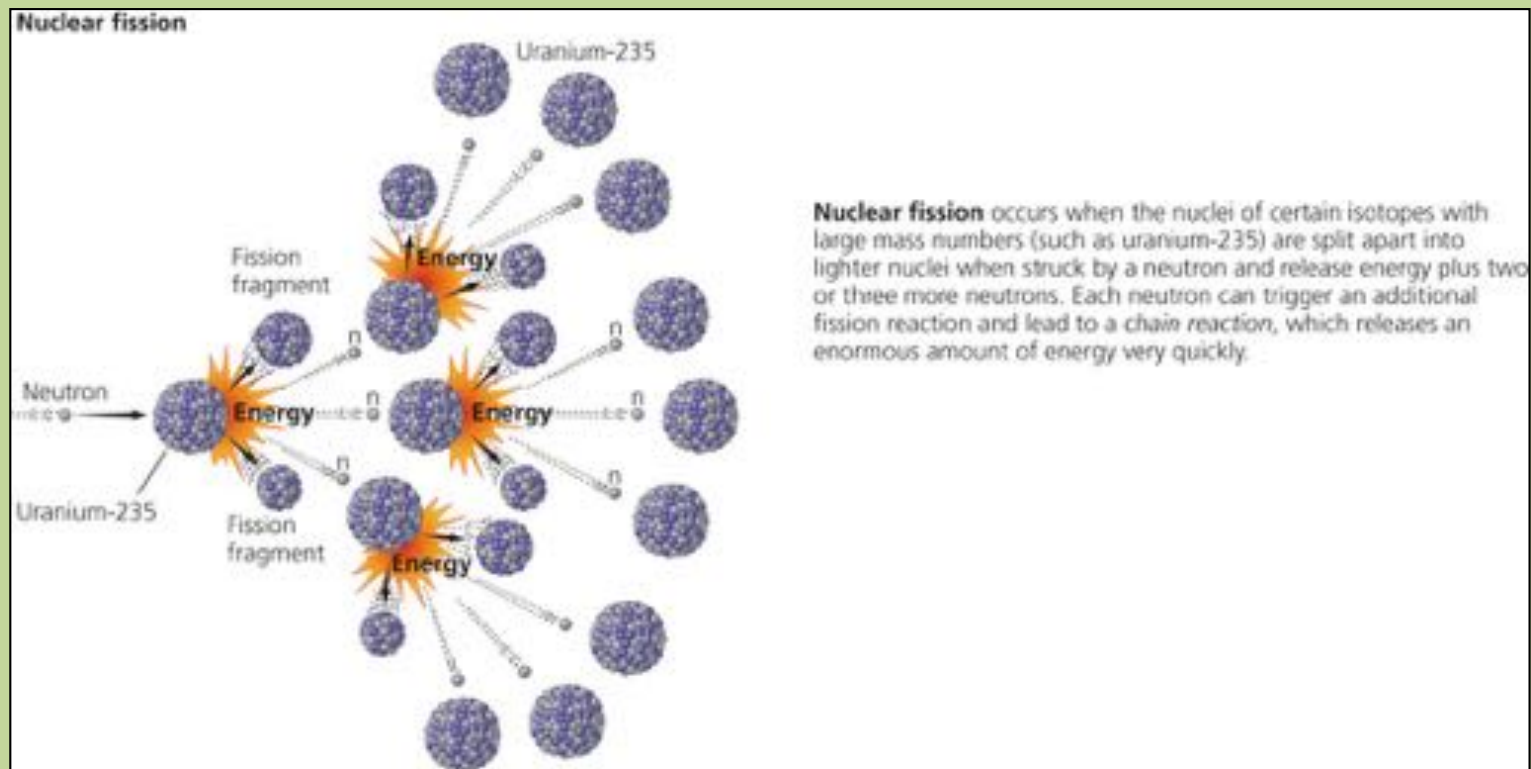 Nuclear fission
Uranium-235
Energy
Fission
fragment
n
Neutron
Energy
n
Energy
n
n
n
Uranium-235
Fission
fragment
Energy
Nuclear fission occurs when the nuclei of certain isotopes with
large mass numbers (such as uranium-235) are split apart into
lighter nuclei when struck by a neutron and release energy plus two
or three more neutrons. Each neutron can trigger an additional
fission reaction and lead to a chain reaction, which releases an
enormous amount of energy very quickly.